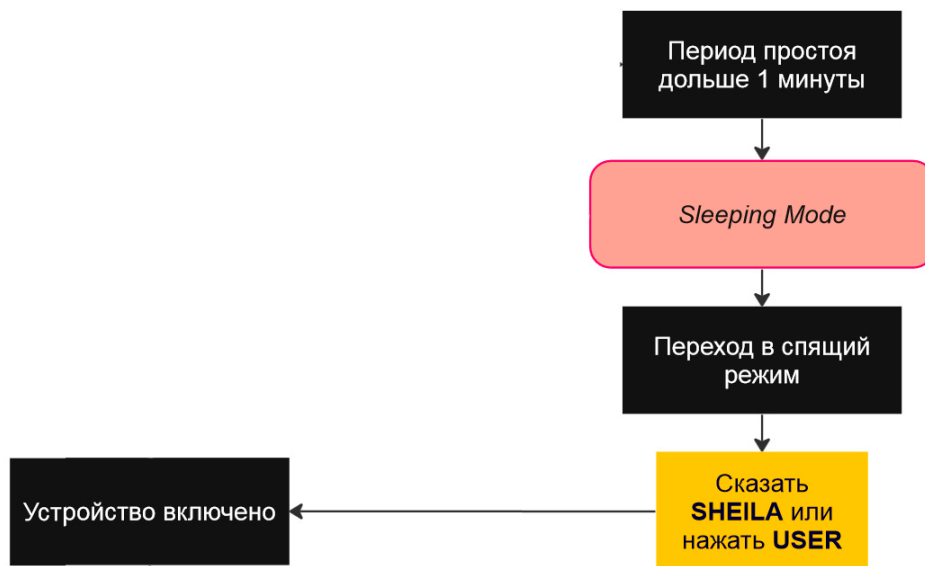 Период простоя
дольше 1 минуты
Sleeping Mode
Переход в спящий
режим
Сказать
SHEILA или
нажать USER
Устройство включено